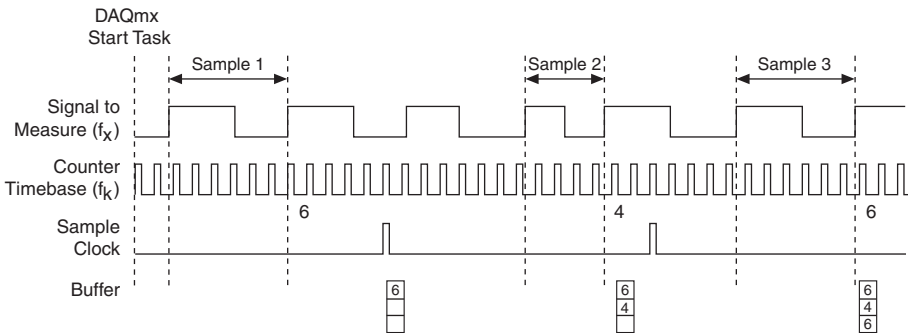 DAQmx
Start Task
Sample 1
Sample 2
Sample 3
Signal to
Measure (fx)
Counter
Timebase (fk)
6
4
6
Sample
Clock
Buffer
6
6
4
6
4
6